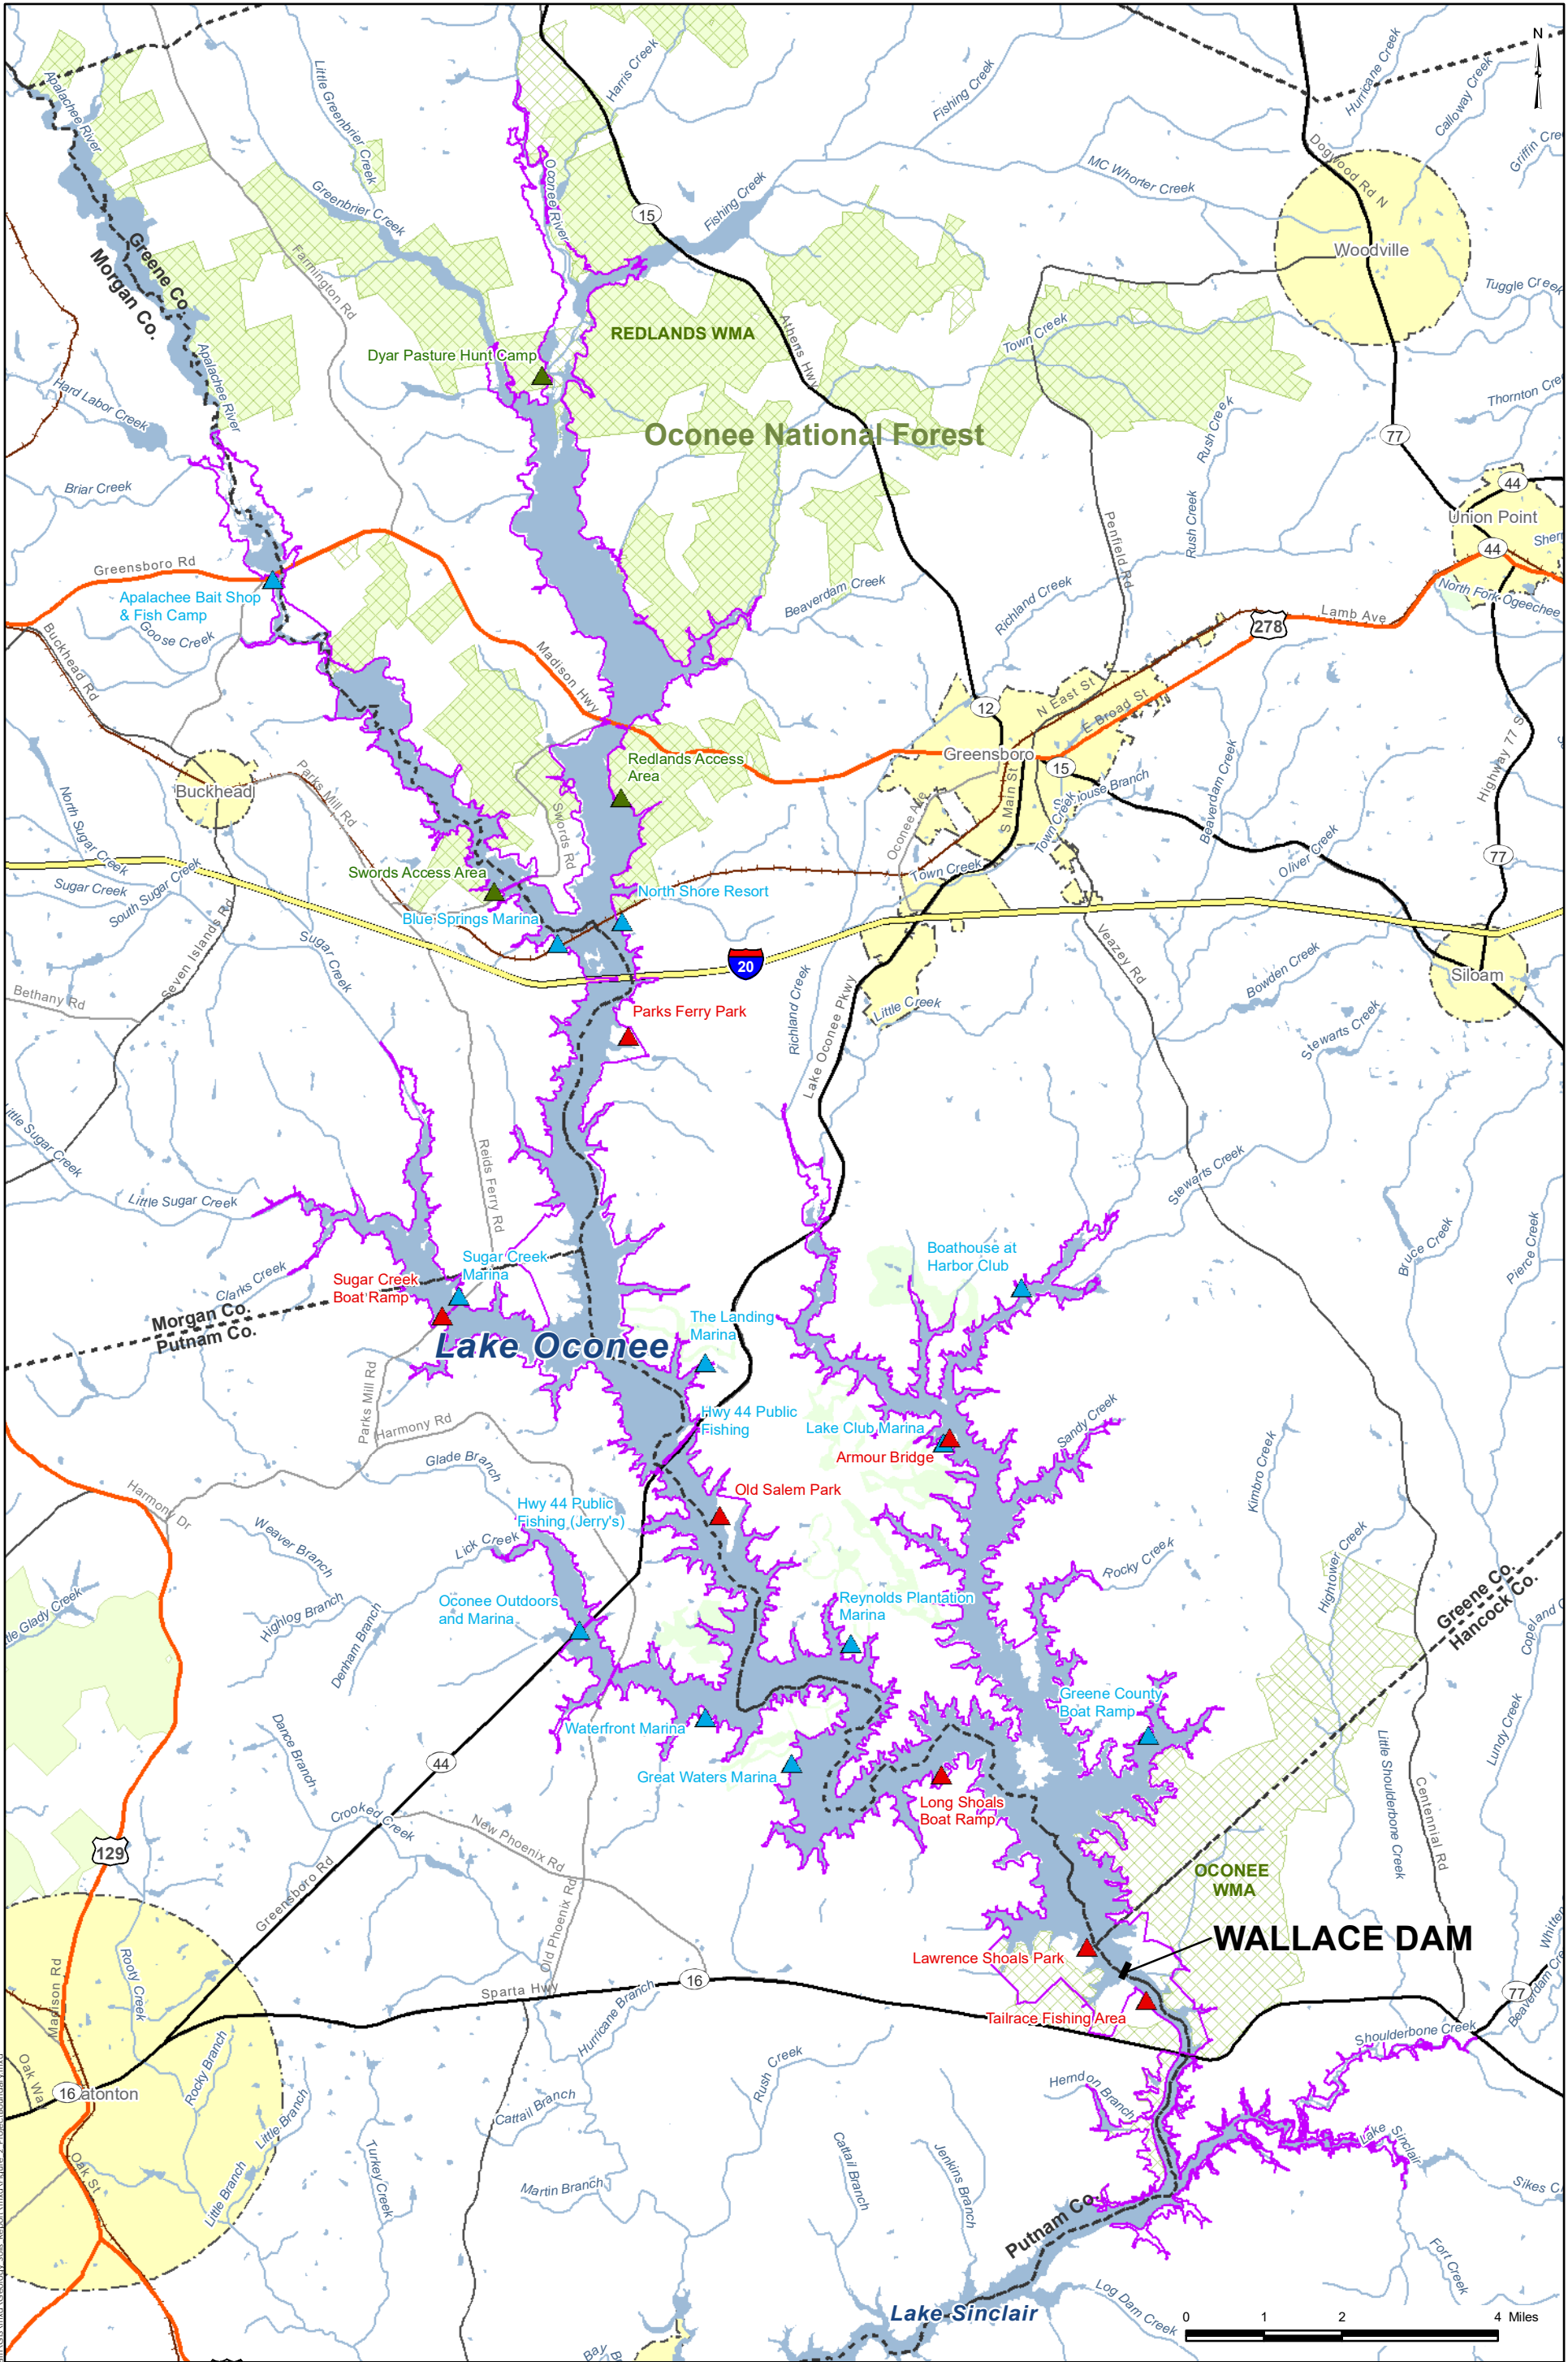 N
Harris Creek
Apalachee River
Little Greenbrier Creek
Fishing Creek
Hurricane Creek
Calloway Creek
Dogwood Rd N
MC Whorter Creek
Greenbrier Creek
Oconee River
Fishing Creek
15
Woodville
Greene Co.
Morgan Co.
Farmington Rd
Tuggle Creek
REDLANDS WMA
Athens Hwy
Town Creek
Dyar Pasture Hunt Camp
Apalachee River
Hard Labor Creek
Rush Creek
Oconee National Forest
77
Briar Creek
44
Union Point
Rush Creek
Penfield Rd
44
Greensboro Rd
Apalachee Bait Shop
& Fish Camp
Beaverdam Creek
Richland Creek
North Fork Ogeechee
Lamb Ave
278
Goose Creek
Buckhead Rd
Madison Hwy
N East St
E Broad St
12
Highway 77 S
Greensboro
Redlands Access
Area
15
Buckhead
Parks Mill Rd
Swords Rd
S Main St
Oconee Ave
Town Creek
Beaverdam Creek
North Sugar Creek
77
Oliver Creek
Swords Access Area
Town Creek
Sugar Creek
South Sugar Creek
North Shore Resort
Blue Springs Marina
Seven Islands Rd
Sugar Creek
20
Veazey Rd
Bowden Creek
Siloam
Bethany Rd
Richland Creek
Lake Oconee Pkwy
Little Creek
Parks Ferry Park
Stewarts Creek
Reids Ferry Rd
Stewarts Creek
Little Sugar Creek
Bruce Creek
Pierce Creek
Boathouse at
Harbor Club
Sugar Creek
Marina
Clarks Creek
Sugar Creek
Boat Ramp
Morgan Co.
Putnam Co.
The Landing
Marina
Lake Oconee
Parks Mill Rd
Hwy 44 Public
Fishing
Lake Club Marina
Armour Bridge
Sandy Creek
Harmony Rd
Glade Branch
Kimbro Creek
Old Salem Park
Harmony Dr
Hwy 44 Public
Fishing (Jerry's)
Weaver Branch
Lick Creek
Rocky Creek
Hightower Creek
Oconee Outdoors
and Marina
Highlog Branch
Denham Branch
Reynolds Plantation
Marina
Greene Co.
Hancock Co.
Greene County
Boat Ramp
Waterfront Marina
Dance Branch
Lundy Creek
Little Shoulderbone Creek
44
Great Waters Marina
Long Shoals
Boat Ramp
Centennial Rd
Crooked Creek
New Phoenix Rd
129
OCONEE
WMA
Greensboro Rd
Old Phoenix Rd
WALLACE DAM
Lawrence Shoals Park
Madison Rd
Rooty Creek
16
Sparta Hwy
77
Tailrace Fishing Area
Hurricane Branch
Shoulderbone Creek
Rocky Branch
Rush Creek
Herndon Branch
16
atonton
Oak St
Little Branch
Cattail Branch
Lake Sinclair
Turkey Creek
Cattail Branch
Jenkins Branch
Little Branch
Martin Branch
Putnam Co.
Fort Creek
Log Dam Creek
Lake Sinclair
0 1 2 4 Miles